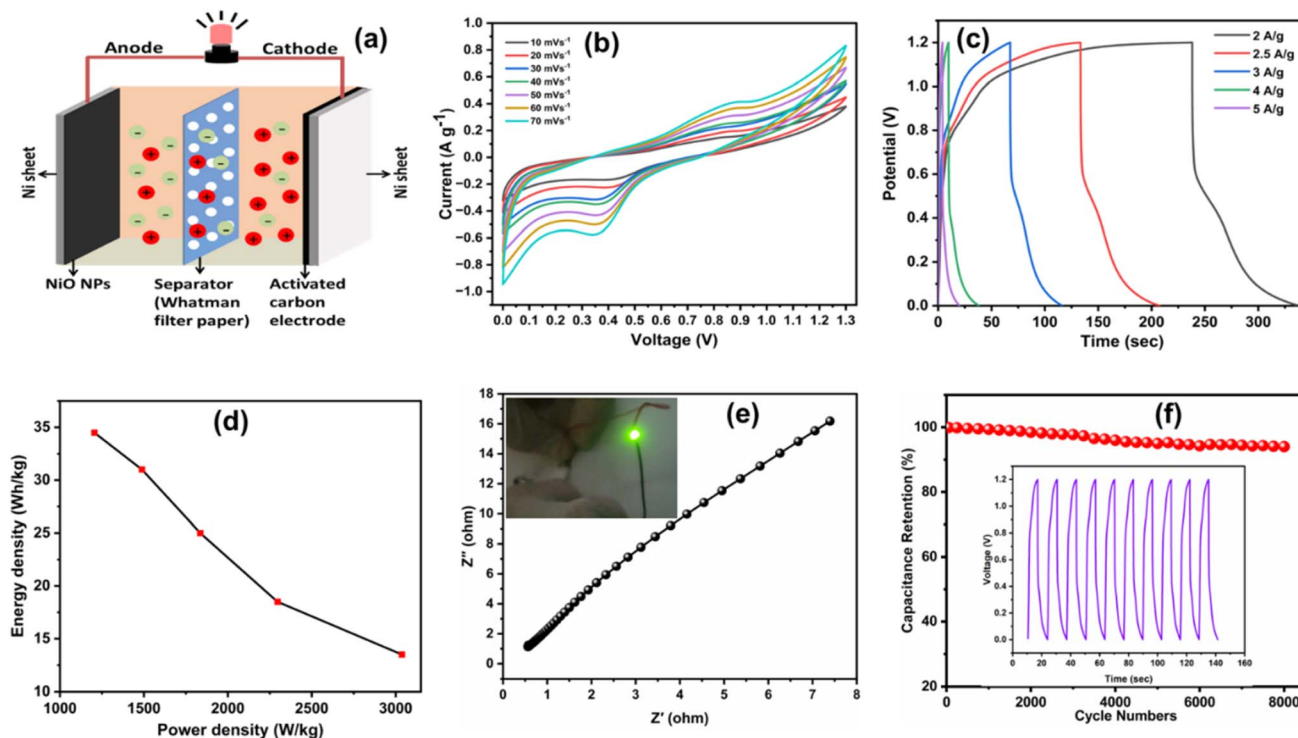 (a)
Anode
Cathode
Ni sheet
Ni sheet
NiO NPs
Separator
(Whatman
filter paper)
Activated
carbon
electrode
(b)
10 mVs⁻¹
20 mVs⁻¹
30 mVs⁻¹
40 mVs⁻¹
50 mVs⁻¹
60 mVs⁻¹
70 mVs⁻¹
1.0
0.8
0.6
0.4
0.2
0.0
−0.2
−0.4
−0.6
−0.8
−1.0
Current (A g⁻¹)
0.0 0.1 0.2 0.3 0.4 0.5 0.6 0.7 0.8 0.9 1.0 1.1 1.2 1.3
Voltage (V)
(c)
2 A/g
2.5 A/g
3 A/g
4 A/g
5 A/g
1.2
1.0
0.8
0.6
0.4
0.2
0.0
Potential (V)
0 50 100 150 200 250 300
Time (sec)
(d)
35
30
25
20
15
10
Energy density (Wh/kg)
1000 1500 2000 2500 3000
Power density (W/kg)
(e)
18
16
14
12
10
8
6
4
2
0
Z'' (ohm)
0 1 2 3 4 5 6 7 8
Z' (ohm)
(f)
100
80
60
40
20
Capacitance Retention (%)
1.2
1.0
0.8
0.6
0.4
0.2
0.0
Voltage (V)
20 40 60 80 100 120 140 160
Time (sec)
0 2000 4000 6000 8000
Cycle Numbers